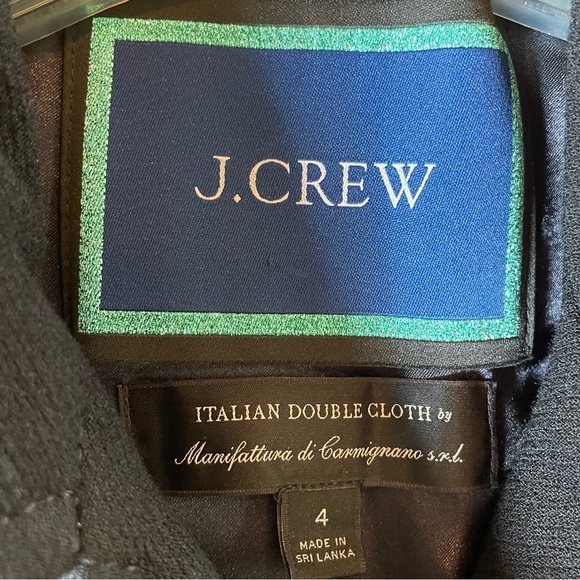 J.CREW
ITALIAN DOUBLE CLOTH by
Manifattura di Carmignano s.r.l.
4
MADE IN
SRI LANKA